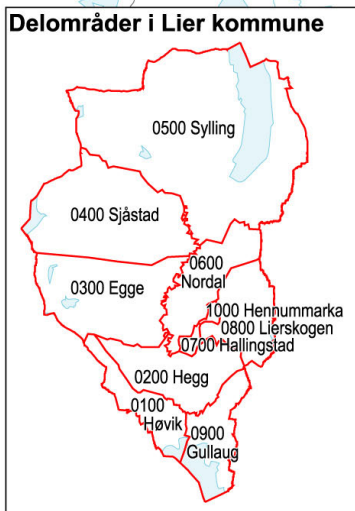 Delområder i Lier kommune
0500 Sylling
0400 Sjåstad
0600
Nordal
0300 Egge
1000 Hennummarka
0800 Lierskogen
0700 Hallingstad
0200 Hegg
0100
Høvik
0900
Gullaug